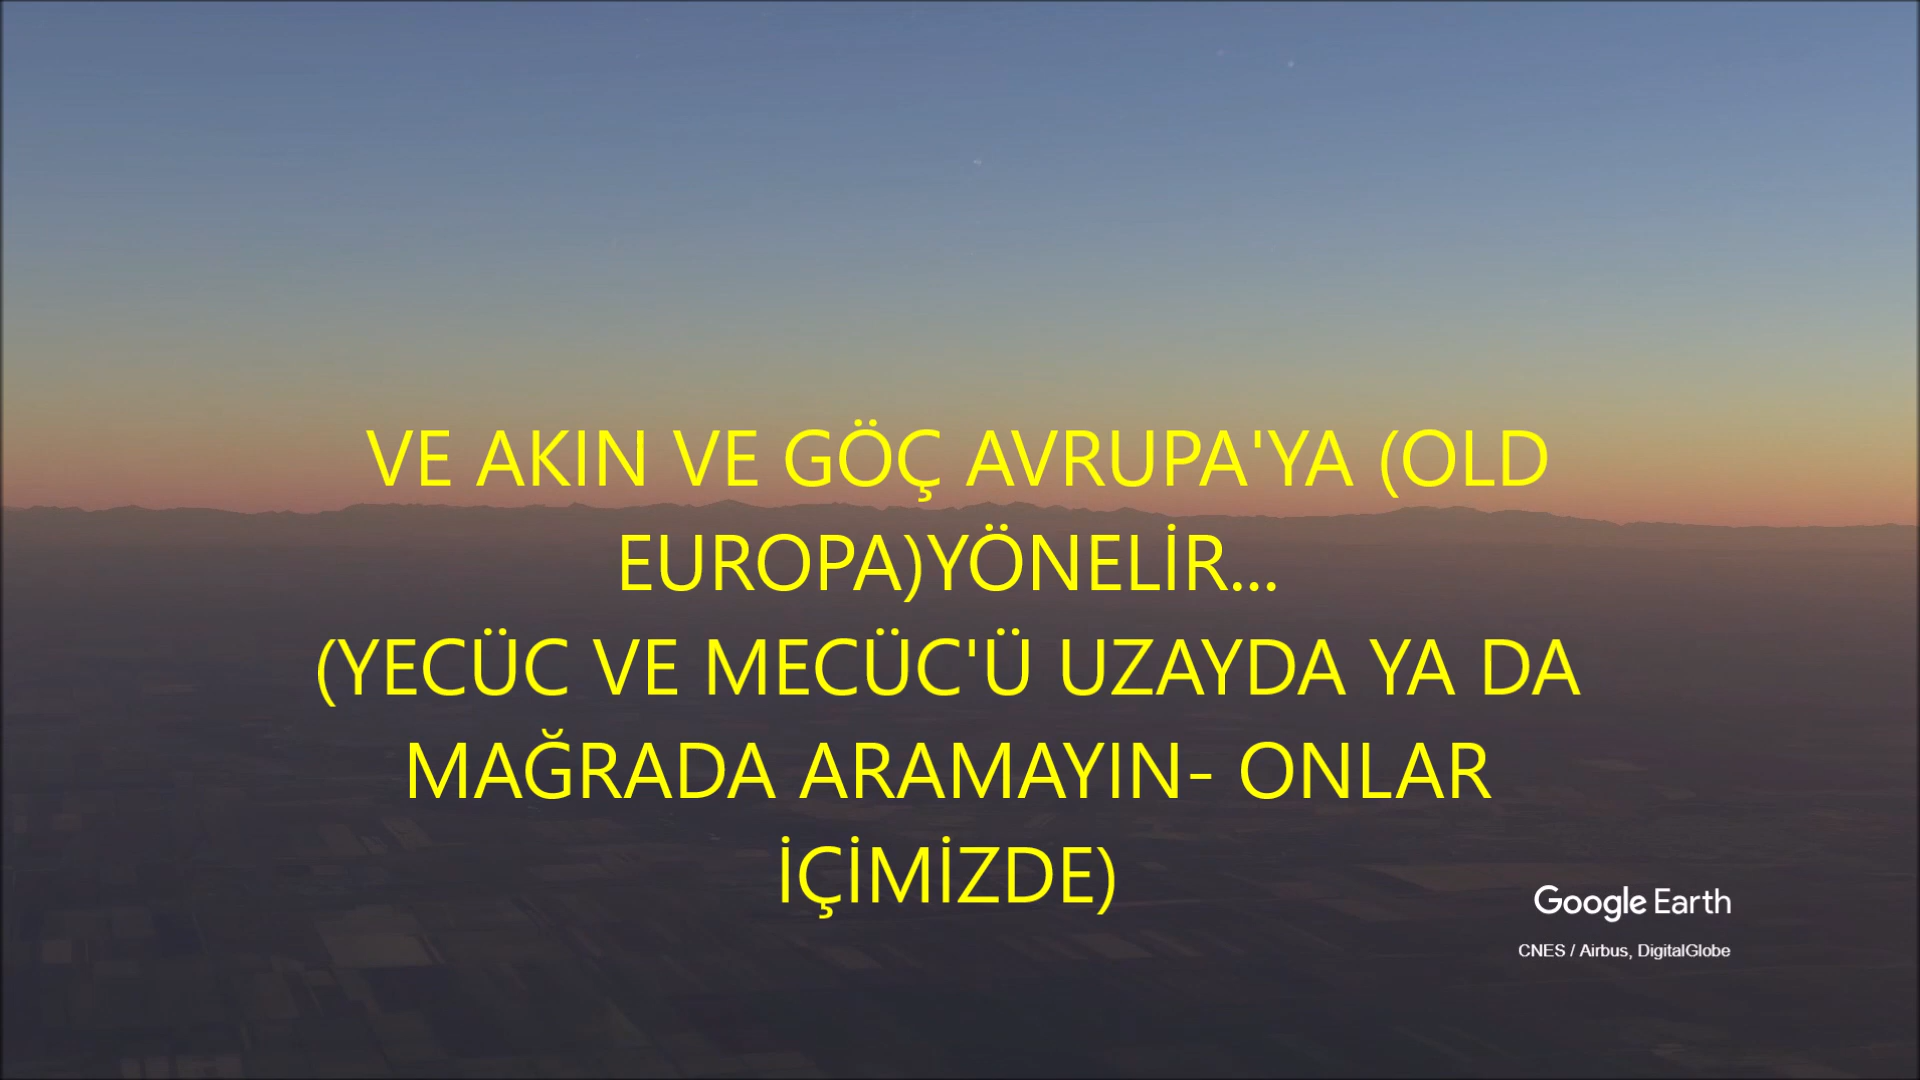 VE AKIN VE GÖÇ AVRUPA'YA (OLD
EUROPA)YÖNELİR...
(YECÜC VE MECÜC'Ü UZAYDA YA DA
MAĞRADA ARAMAYIN- ONLAR
İÇİMİZDE)
Google Earth
CNES / Airbus, DigitalGlobe